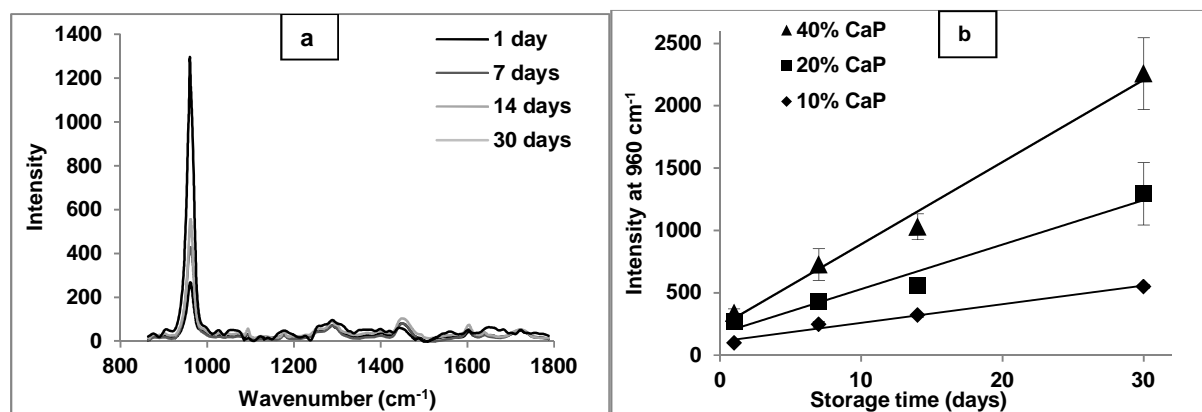 a
1 day
7 days
14 days
30 days
1400
1200
1000
800
600
400
200
0
Intensity
800 1000 1200 1400 1600 1800
Wavenumber (cm-1)
b
40% CaP
20% CaP
10% CaP
2500
2000
1500
1000
500
0
Intensity at 960 cm-1
0 10 20 30
Storage time (days)